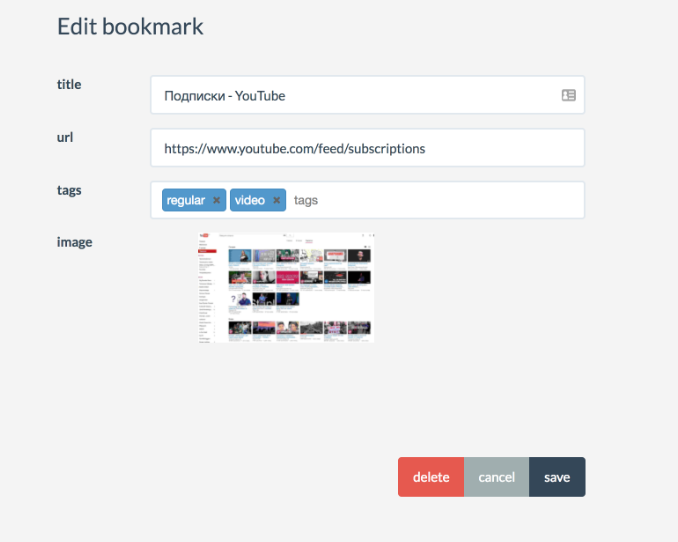 Edit bookmark
title
Подписки - YouTube
url
https://www.youtube.com/feed/subscriptions
tags
regular × video × tags
image
delete cancel save